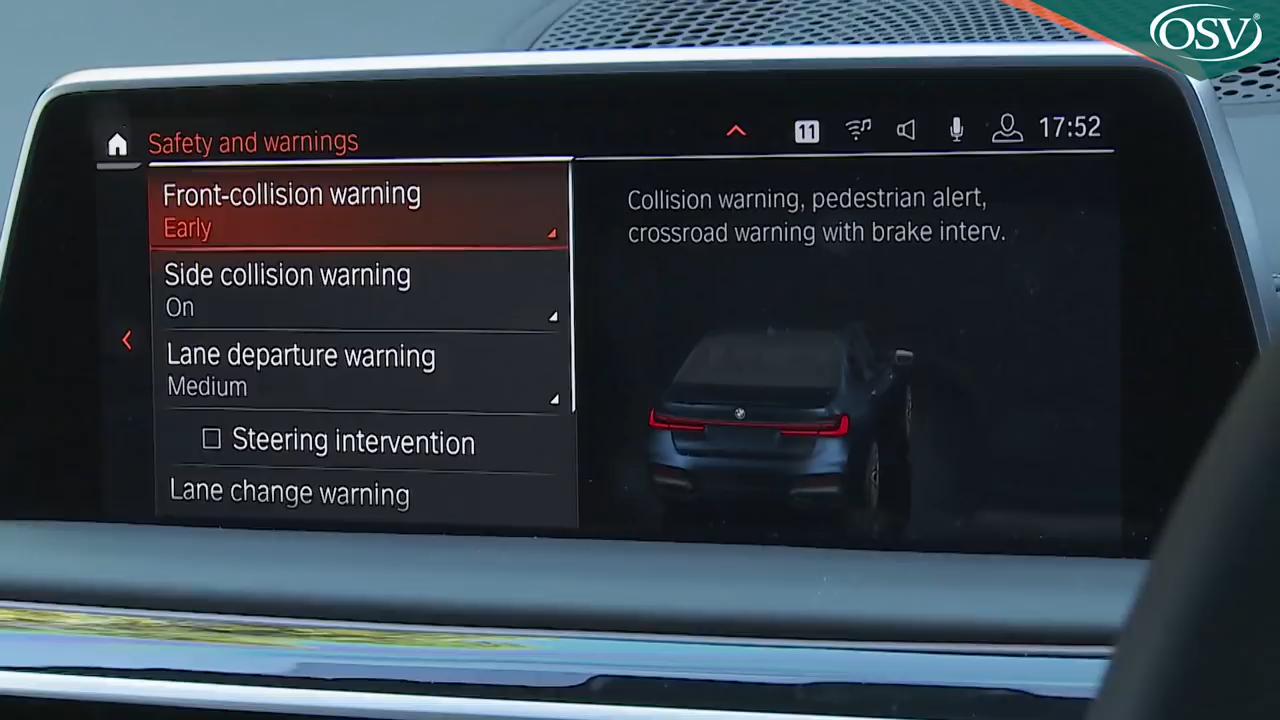 OSV®
Safety and warnings
11
17:52
Front-collision warning
Early
Side collision warning
On
Lane departure warning
Medium
Steering intervention
Lane change warning
Collision warning, pedestrian alert,
crossroad warning with brake interv.